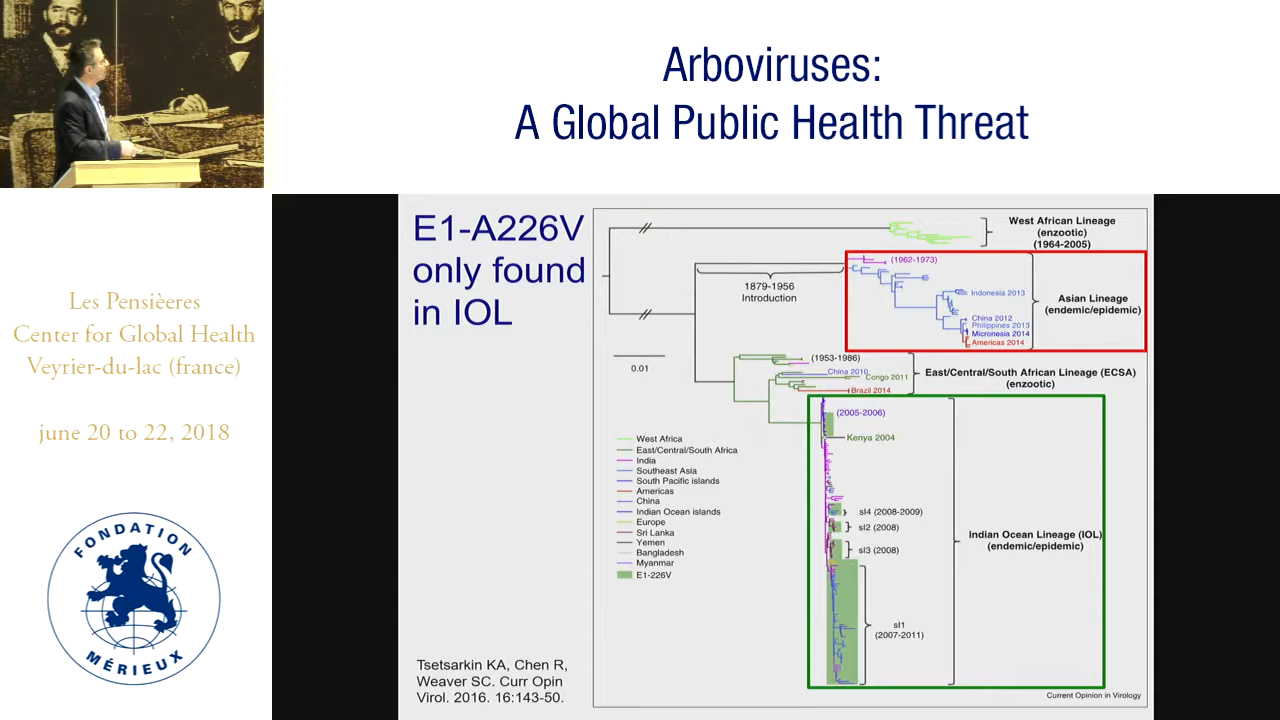 Arboviruses:
A Global Public Health Threat
Les Pensièeres
Center for Global Health
Veyrier-du-lac (france)
june 20 to 22, 2018
FONDATION
MÉRIEUX
E1-A226V
only found
in IOL
Tsetsarkin KA, Chen R,
Weaver SC. Curr Opin
Virol. 2016. 16:143-50.
West African Lineage
(enzootic)
(1964-2005)
(1962-1973)
1879-1956
Introduction
Indonesia 2013
China 2012
Philippines 2013
Micronesia 2014
Americas 2014
Asian Lineage
(endemic/epidemic)
0.01
(1953-1986)
China 2010
Congo 2011
Brazil 2014
East/Central/South African Lineage (ECSA)
(enzootic)
(2005-2006)
Kenya 2004
West Africa
East/Central/South Africa
India
Southeast Asia
South Pacific islands
Americas
China
Indian Ocean islands
Europe
Sri Lanka
Yemen
Bangladesh
Myanmar
E1-226V
sl4 (2008-2009)
sl2 (2008)
sl3 (2008)
sl1
(2007-2011)
Indian Ocean Lineage (IOL)
(endemic/epidemic)
Current Opinion in Virology